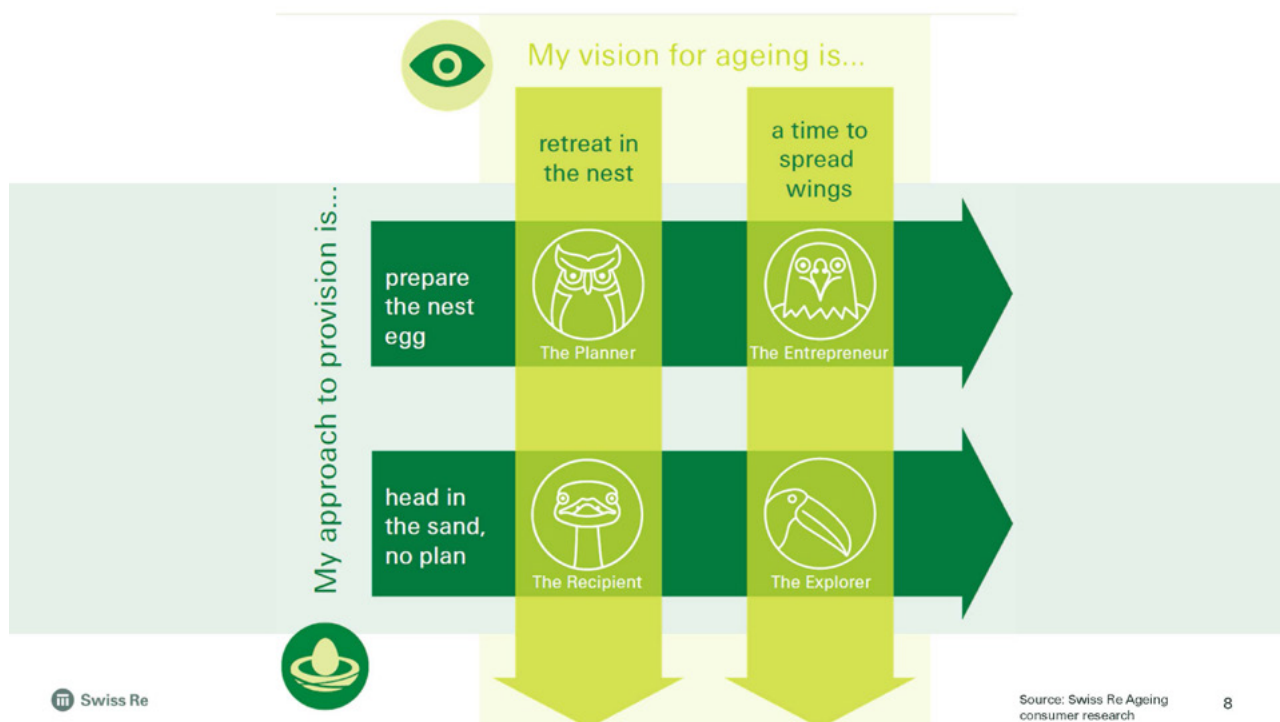 My vision for ageing is...
retreat in
the nest
a time to
spread
wings
My approach to provision is...
prepare
the nest
egg
The Planner
The Entrepreneur
head in
the sand,
no plan
The Recipient
The Explorer
Swiss Re
Source: Swiss Re Ageing
consumer research
8